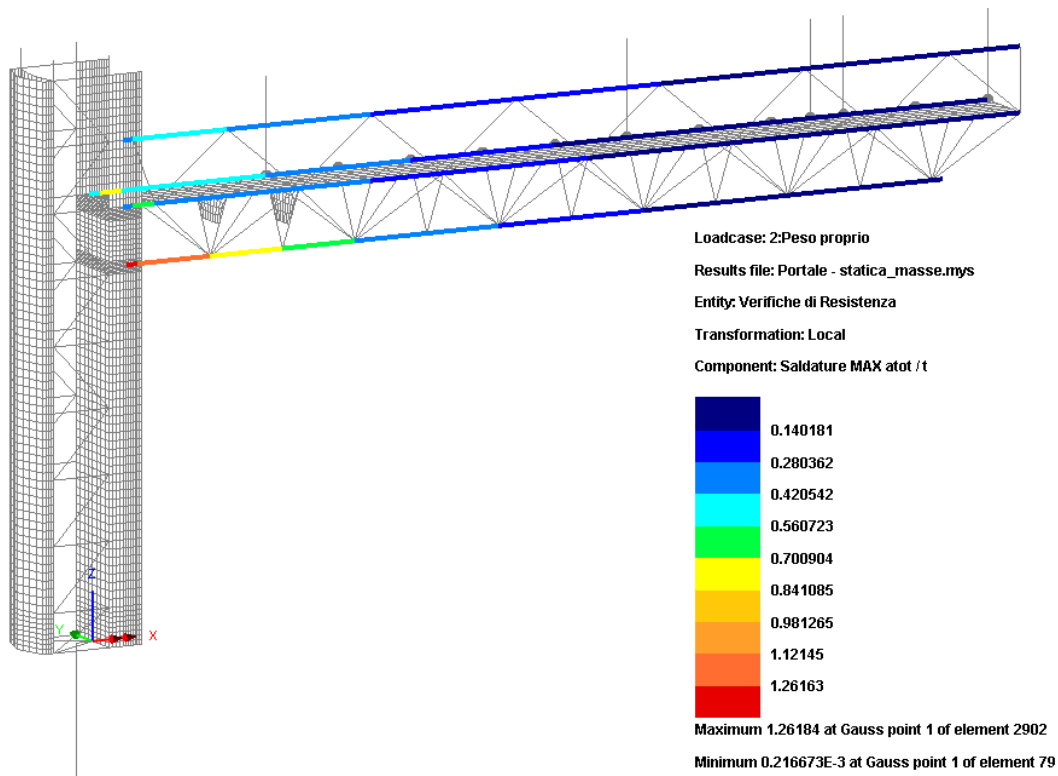 Loadcase: 2:Peso proprio
Results file: Portale - statica_masse.mys
Entity: Verifiche di Resistenza
Transformation: Local
Component: Saldature MAX atot / t
0.140181
0.280362
0.420542
0.560723
0.700904
0.841085
0.981265
1.12145
1.26163
Z
Y
X
Maximum 1.26184 at Gauss point 1 of element 2902
Minimum 0.216673E-3 at Gauss point 1 of element 79